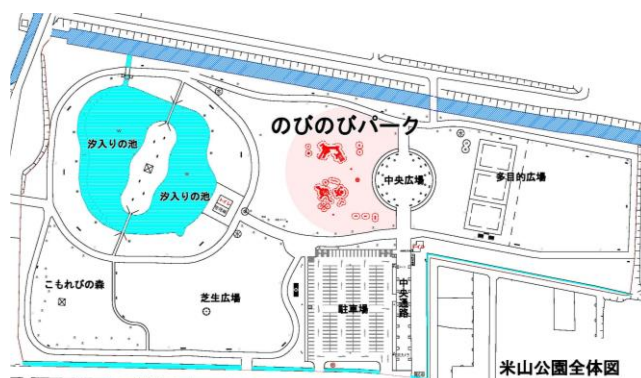 のびのびパーク
汐入りの池
中央広場
多目的広場
汐入りの池
こもれびの森
芝生広場
駐車場
中央通路
米山公園全体図